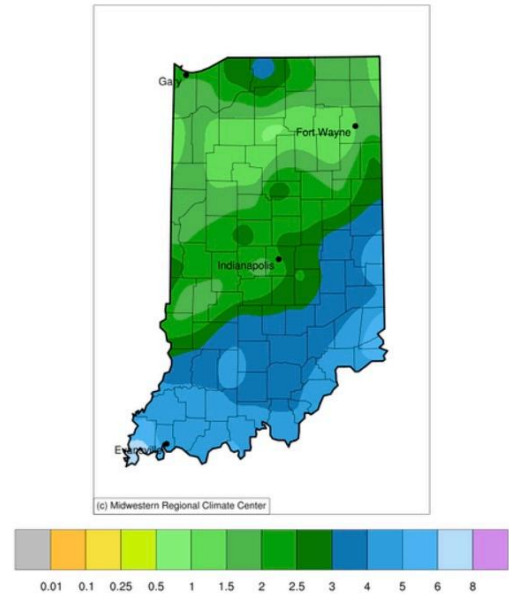 Gary
Fort Wayne
Indianapolis
Evansville
(c) Midwestern Regional Climate Center
0.01 0.1 0.25 0.5 1 1.5 2 2.5 3 4 5 6 8